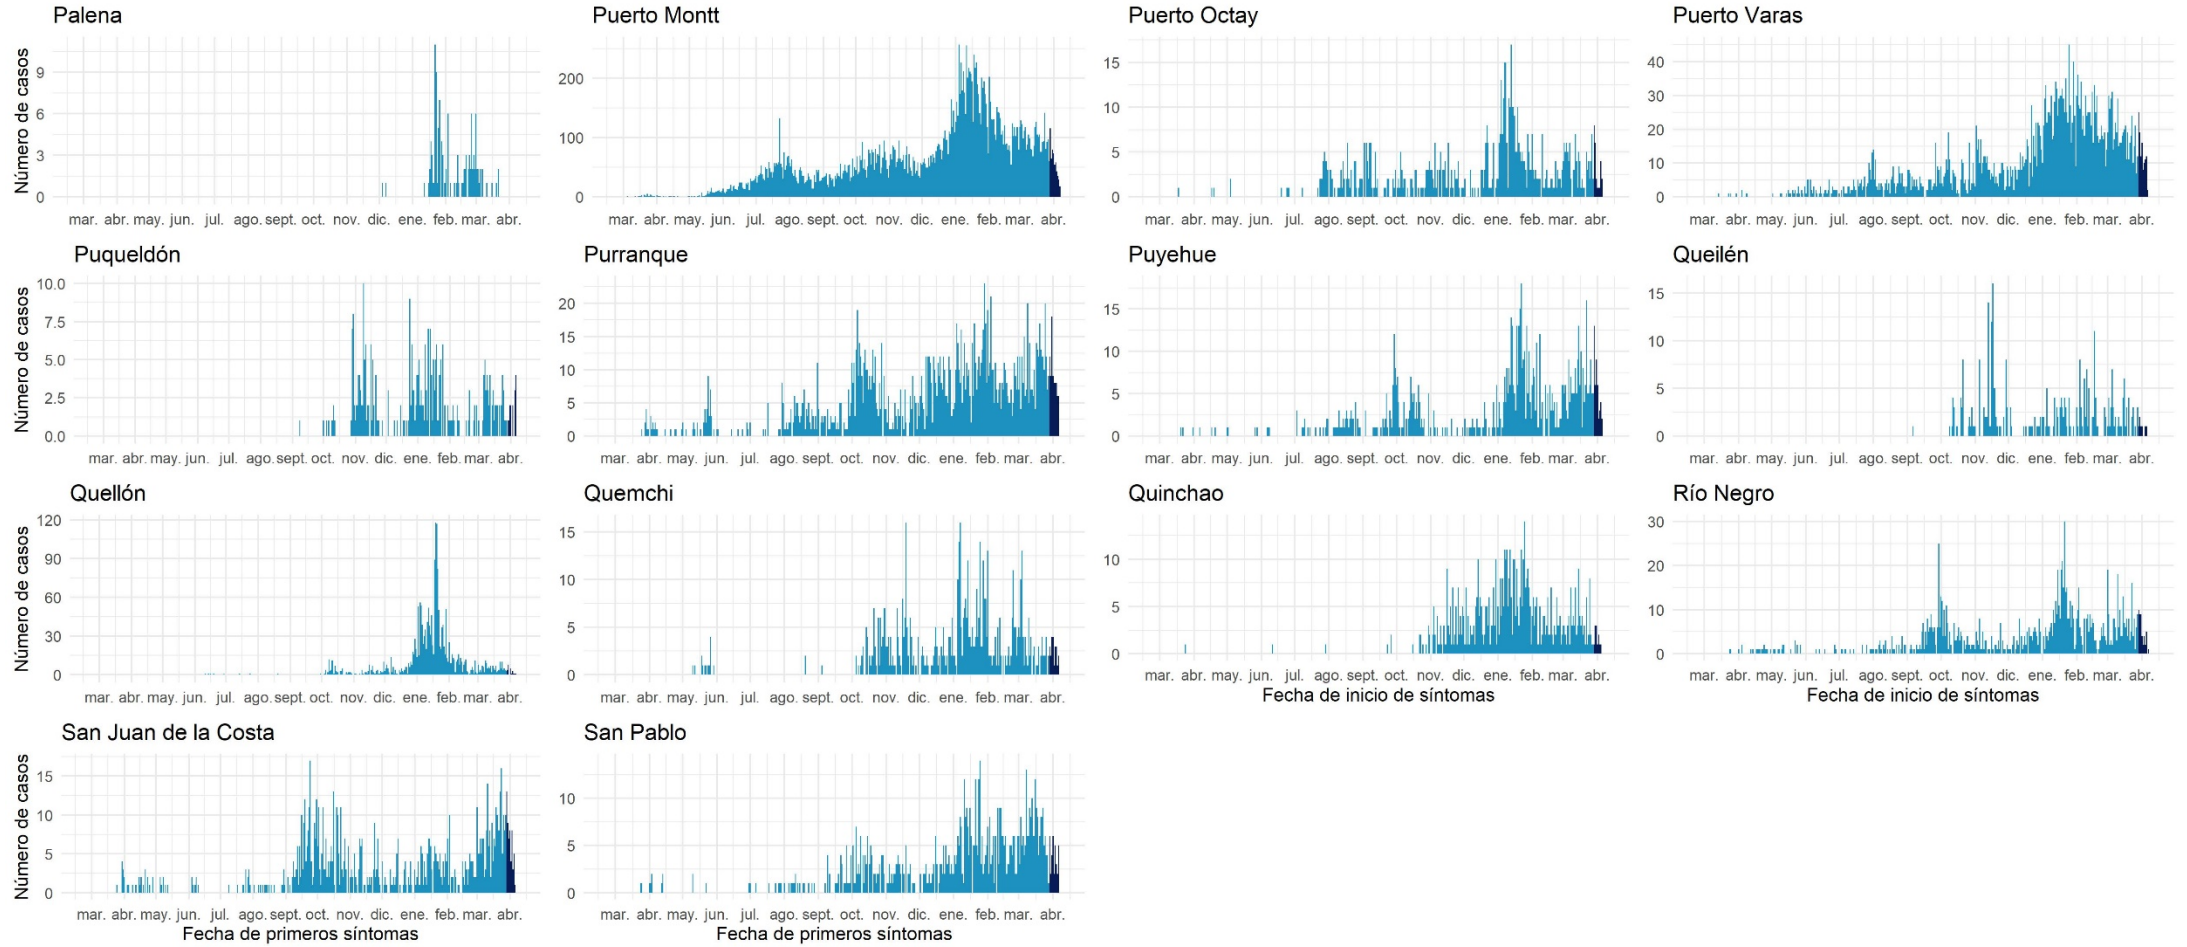 Palena
Número de casos
9
6
3
0
mar. abr. may. jun. jul. ago. sept. oct. nov. dic. ene. feb. mar. abr.
Puerto Montt
200
100
0
mar. abr. may. jun. jul. ago. sept. oct. nov. dic. ene. feb. mar. abr.
Puerto Octay
15
10
5
0
mar. abr. may. jun. jul. ago. sept. oct. nov. dic. ene. feb. mar. abr.
Puerto Varas
40
30
20
10
0
mar. abr. may. jun. jul. ago. sept. oct. nov. dic. ene. feb. mar. abr.
Puqueldón
Número de casos
10.0
7.5
5.0
2.5
0.0
mar. abr. may. jun. jul. ago. sept. oct. nov. dic. ene. feb. mar. abr.
Purranque
20
15
10
5
0
mar. abr. may. jun. jul. ago. sept. oct. nov. dic. ene. feb. mar. abr.
Puyehue
15
10
5
0
mar. abr. may. jun. jul. ago. sept. oct. nov. dic. ene. feb. mar. abr.
Queilén
15
10
5
0
mar. abr. may. jun. jul. ago. sept. oct. nov. dic. ene. feb. mar. abr.
Quellón
Número de casos
120
90
60
30
0
mar. abr. may. jun. jul. ago. sept. oct. nov. dic. ene. feb. mar. abr.
Quemchi
15
10
5
0
mar. abr. may. jun. jul. ago. sept. oct. nov. dic. ene. feb. mar. abr.
Quinchao
10
5
0
mar. abr. may. jun. jul. ago. sept. oct. nov. dic. ene. feb. mar. abr.
Fecha de inicio de síntomas
Río Negro
30
20
10
0
mar. abr. may. jun. jul. ago. sept. oct. nov. dic. ene. feb. mar. abr.
Fecha de inicio de síntomas
San Juan de la Costa
Número de casos
15
10
5
0
mar. abr. may. jun. jul. ago. sept. oct. nov. dic. ene. feb. mar. abr.
Fecha de primeros síntomas
San Pablo
10
5
0
mar. abr. may. jun. jul. ago. sept. oct. nov. dic. ene. feb. mar. abr.
Fecha de primeros síntomas